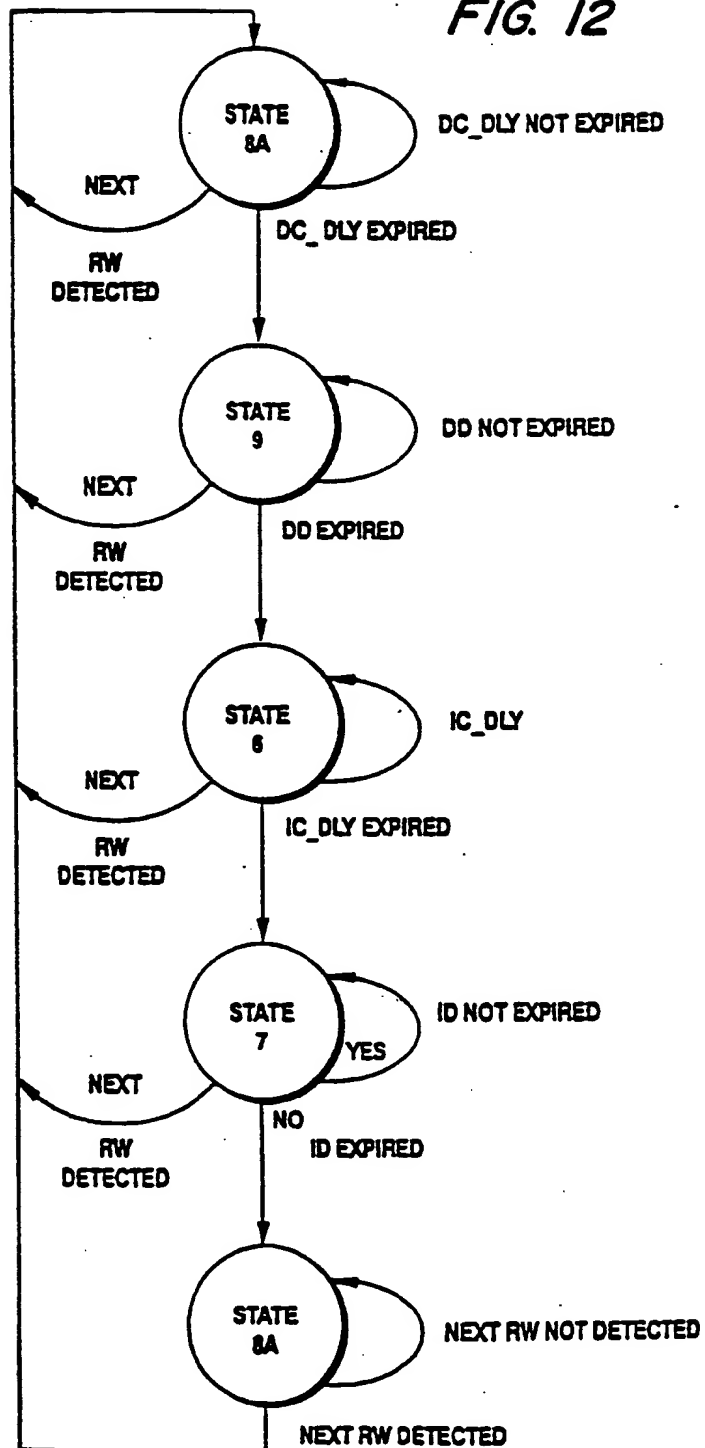 FIG. 12
STATE
8A
DC_DLY NOT EXPIRED
NEXT
RW
DETECTED
DC_DLY EXPIRED
STATE
9
DD NOT EXPIRED
NEXT
RW
DETECTED
DD EXPIRED
STATE
6
IC_DLY
NEXT
RW
DETECTED
IC_DLY EXPIRED
STATE
7
ID NOT EXPIRED
YES
NEXT
RW
DETECTED
NO
ID EXPIRED
STATE
8A
NEXT RW NOT DETECTED
NEXT RW DETECTED